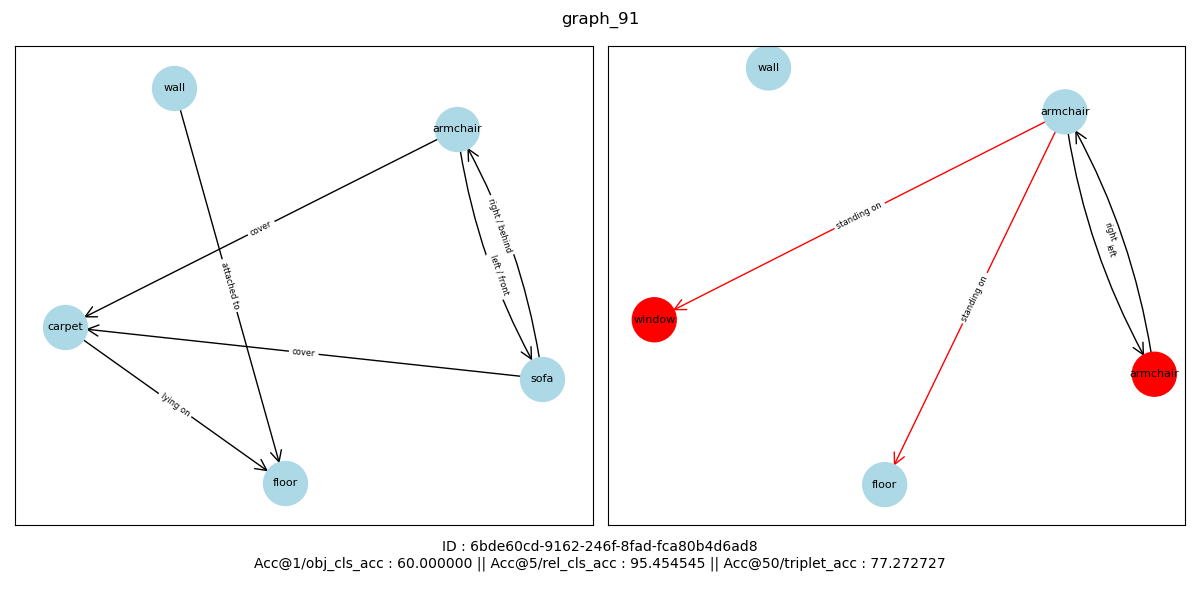 graph_91
wall
armchair
cover
right / behind
attached to
left / front
carpet
cover
sofa
lying on
floor
wall
armchair
standing on
right
left
standing on
window
armchair
floor
ID : 6bde60cd-9162-246f-8fad-fca80b4d6ad8
Acc@1/obj_cls_acc : 60.000000 || Acc@5/rel_cls_acc : 95.454545 || Acc@50/triplet_acc : 77.272727